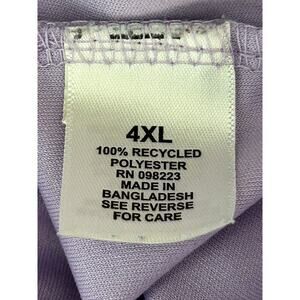 4XL
100% RECYCLED
POLYESTER
RN 098223
MADE IN
BANGLADESH
SEE REVERSE
FOR CARE